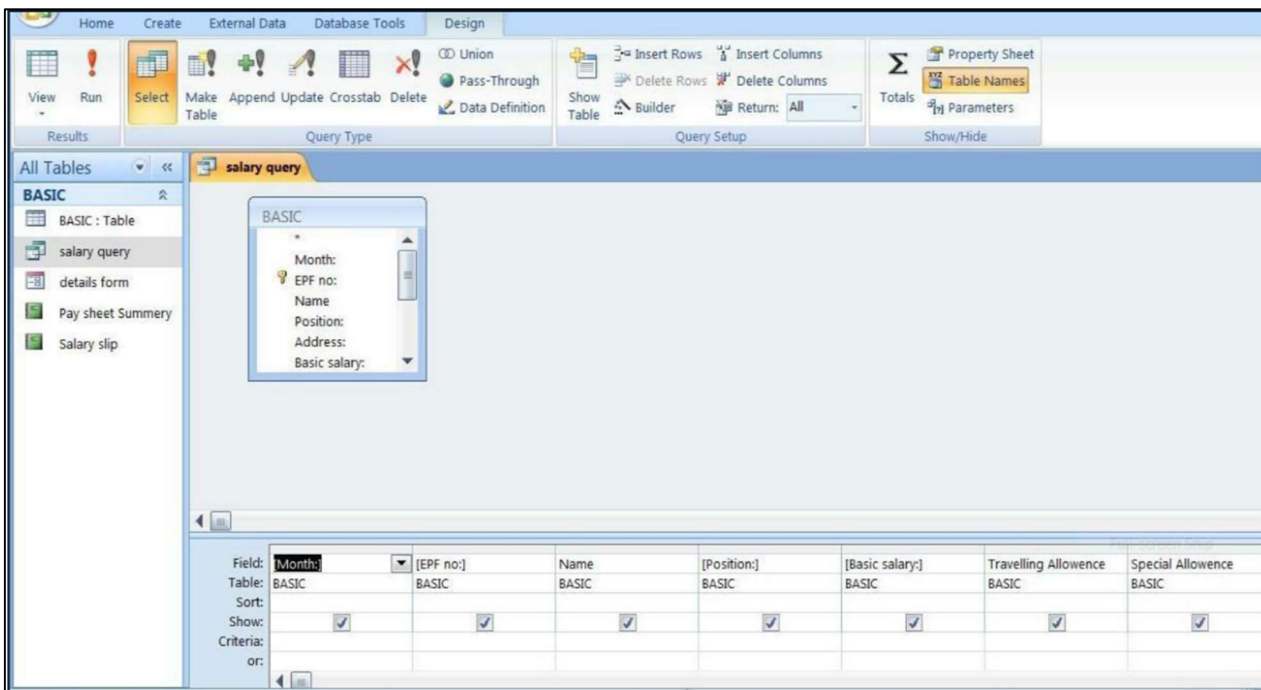 Home Create External Data Database Tools Design
View Run Select Make Table Append Update Crosstab Delete
Union
Pass-Through
Data Definition
Show Table
Insert Rows Insert Columns
Delete Rows Delete Columns
Builder Return: All
Totals
Property Sheet
Table Names
Parameters
Results Query Type Query Setup Show/Hide
All Tables
salary query
BASIC
BASIC : Table
salary query
details form
Pay sheet Summery
Salary slip
BASIC
*
Month:
EPF no:
Name
Position:
Address:
Basic salary:
Field: [Month:] [EPF no:] Name [Position:] [Basic salary:] Travelling Allowence Special Allowence
Table: BASIC BASIC BASIC BASIC BASIC BASIC BASIC
Sort:
Show:
Criteria:
or: